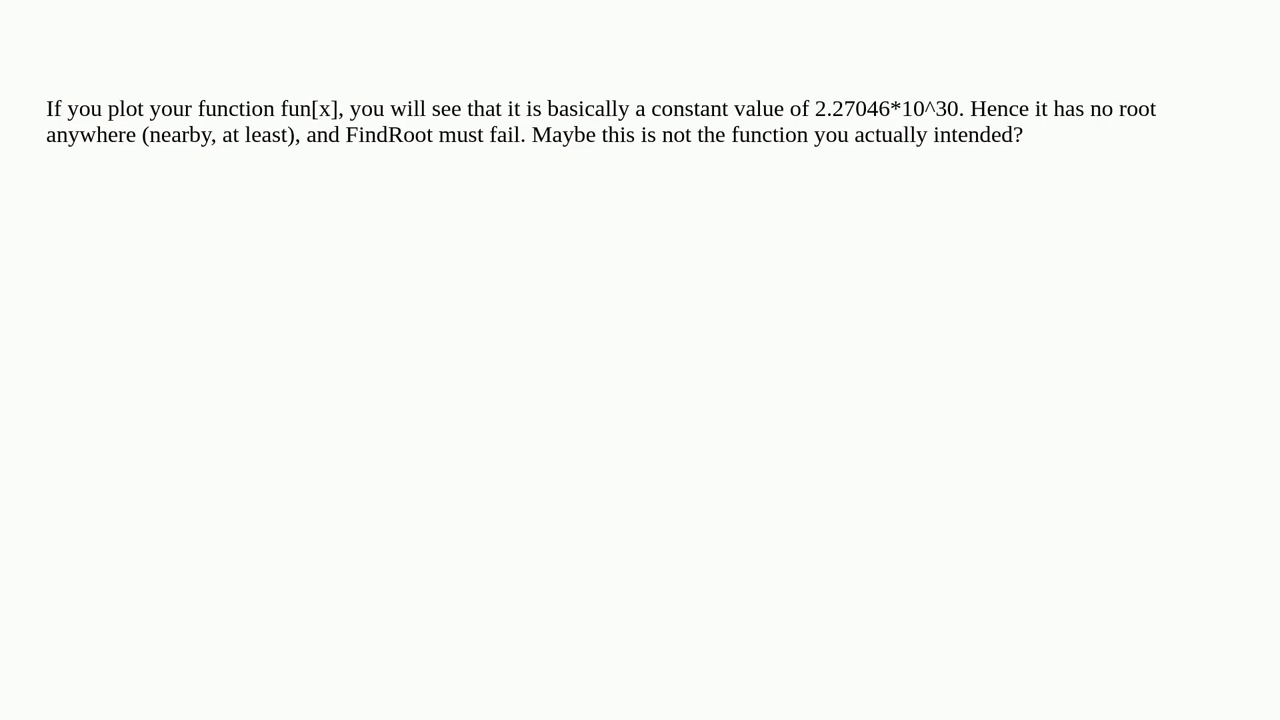 If you plot your function fun[x], you will see that it is basically a constant value of 2.27046*10^30. Hence it has no root
anywhere (nearby, at least), and FindRoot must fail. Maybe this is not the function you actually intended?